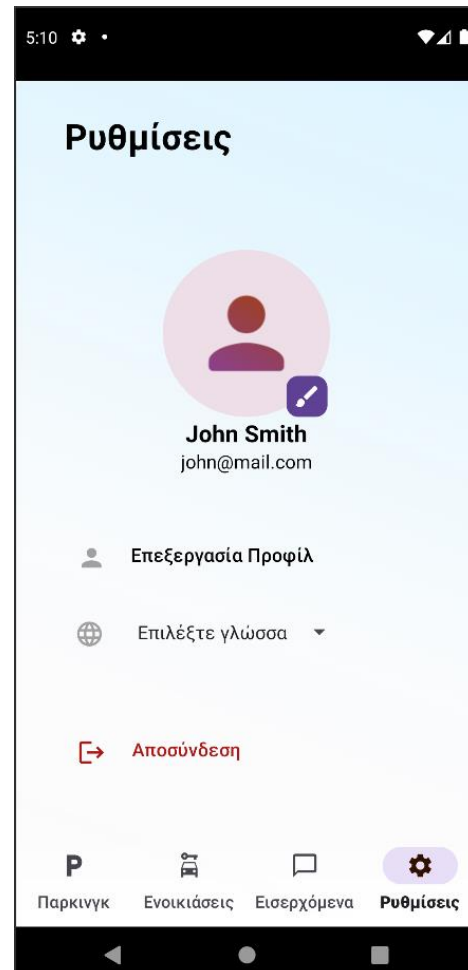 5:10
Ρυθμίσεις
John Smith
john@mail.com
Επεξεργασία Προφίλ
Επιλέξτε γλώσσα
Αποσύνδεση
P
Παρκινγκ Ενοικιάσεις Εισερχόμενα Ρυθμίσεις